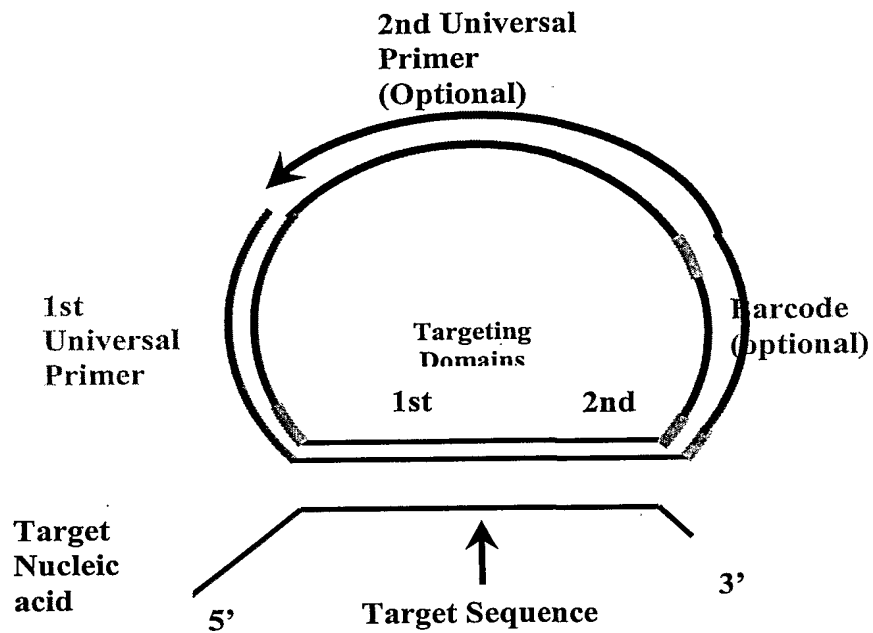 2nd Universal
Primer
(Optional)
1st
Universal
Primer
Targeting
Domains
1st
2nd
Barcode
(optional)
Target
Nucleic
acid
5'
Target Sequence
3'